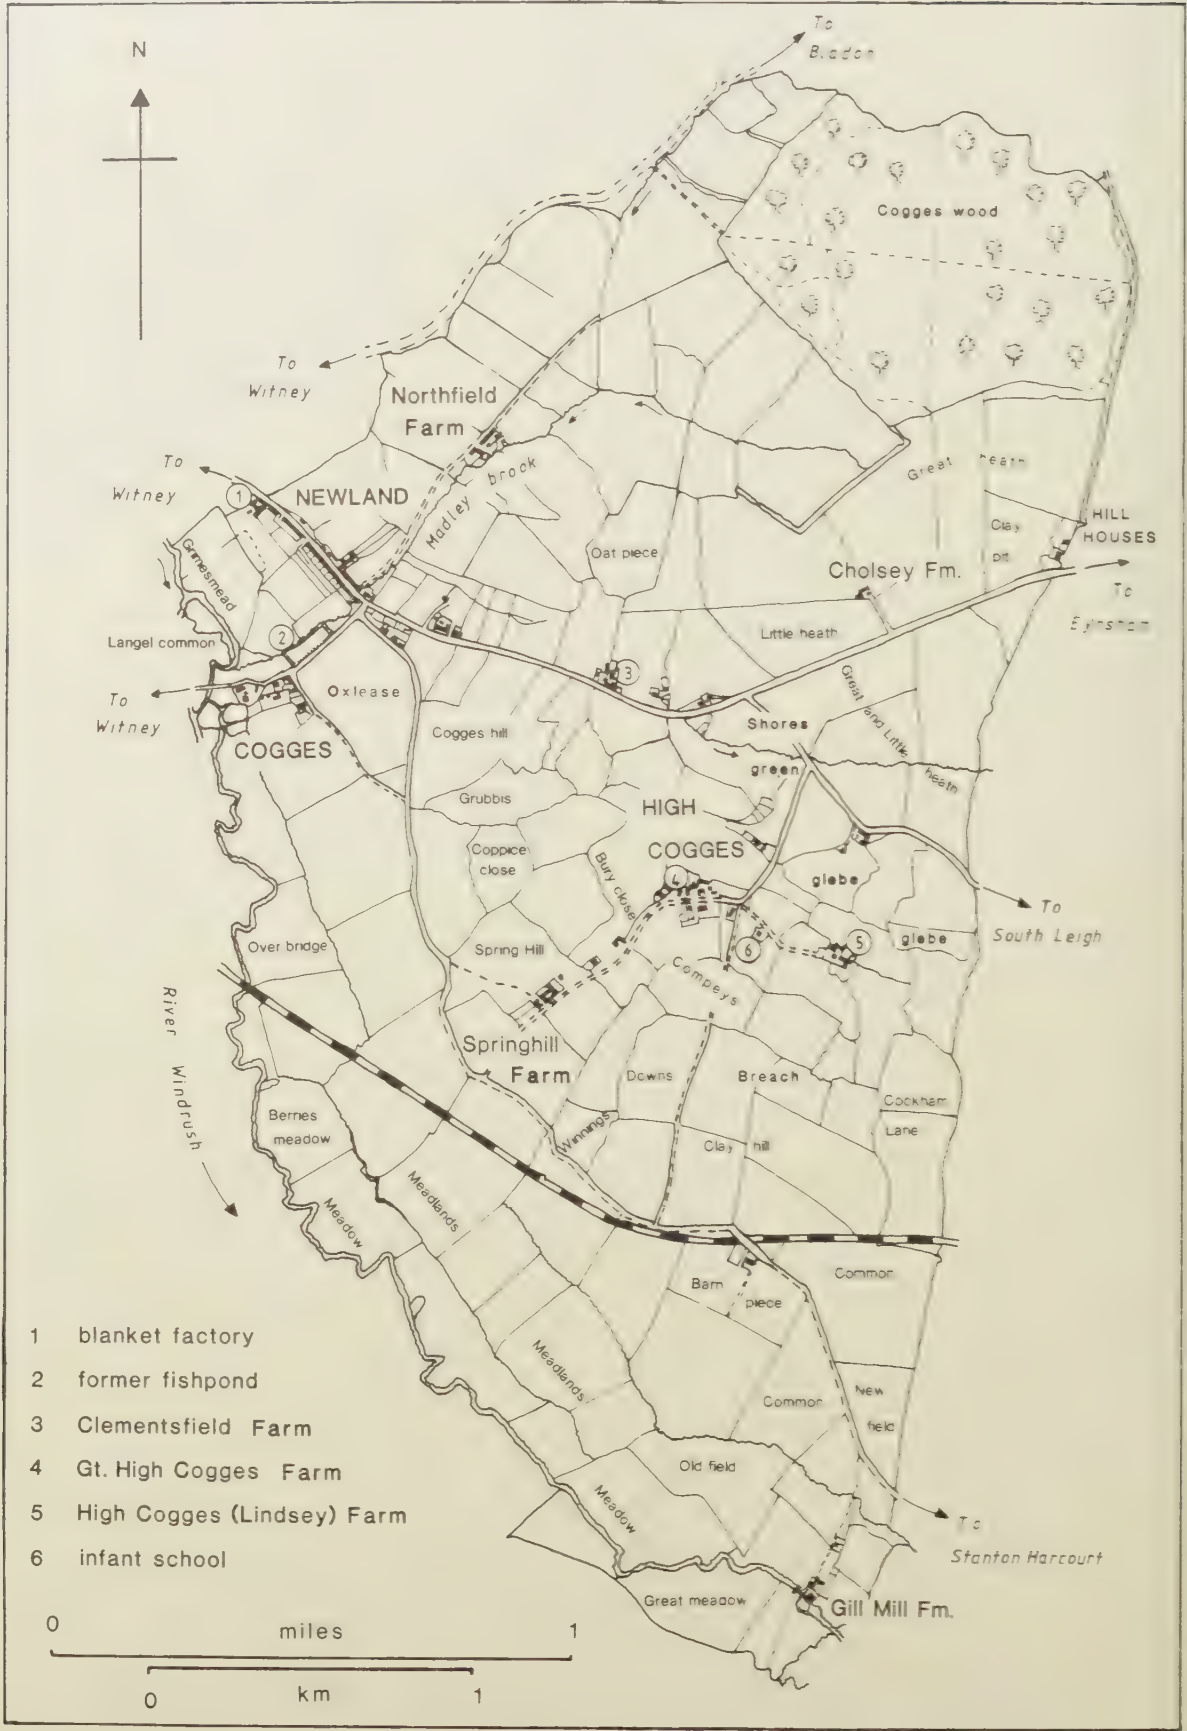 N
To
Bladon
Cogges wood
To
Witney
Northfield
Farm
To
Witney
1
NEWLAND
Madley brook
Great heath
Clay
pit
HILL
HOUSES
Grimesmead
Oat piece
Cholsey Fm.
To
Eynsham
2
Langel common
Little heath
3
To
Witney
Oxlease
COGGES
Cogges hill
Shores
green
Great and Little heath
Grubbis
HIGH
COGGES
Coppice
close
Bury close
4
glebe
To
South Leigh
Over bridge
Spring Hill
6
5
glebe
Compeys
River Windrush
Springhill
Farm
Downs
Breach
Cockham
Lane
Bernes
meadow
Winnings
Clay hill
Meadow
Meadlands
Common
Barn
piece
Meadlands
Common
New
field
Old field
Meadow
To
Stanton Harcourt
Great meadow
Gill Mill Fm.
1 blanket factory
2 former fishpond
3 Clementsfield Farm
4 Gt. High Cogges Farm
5 High Cogges (Lindsey) Farm
6 infant school
0 miles 1
0 km 1